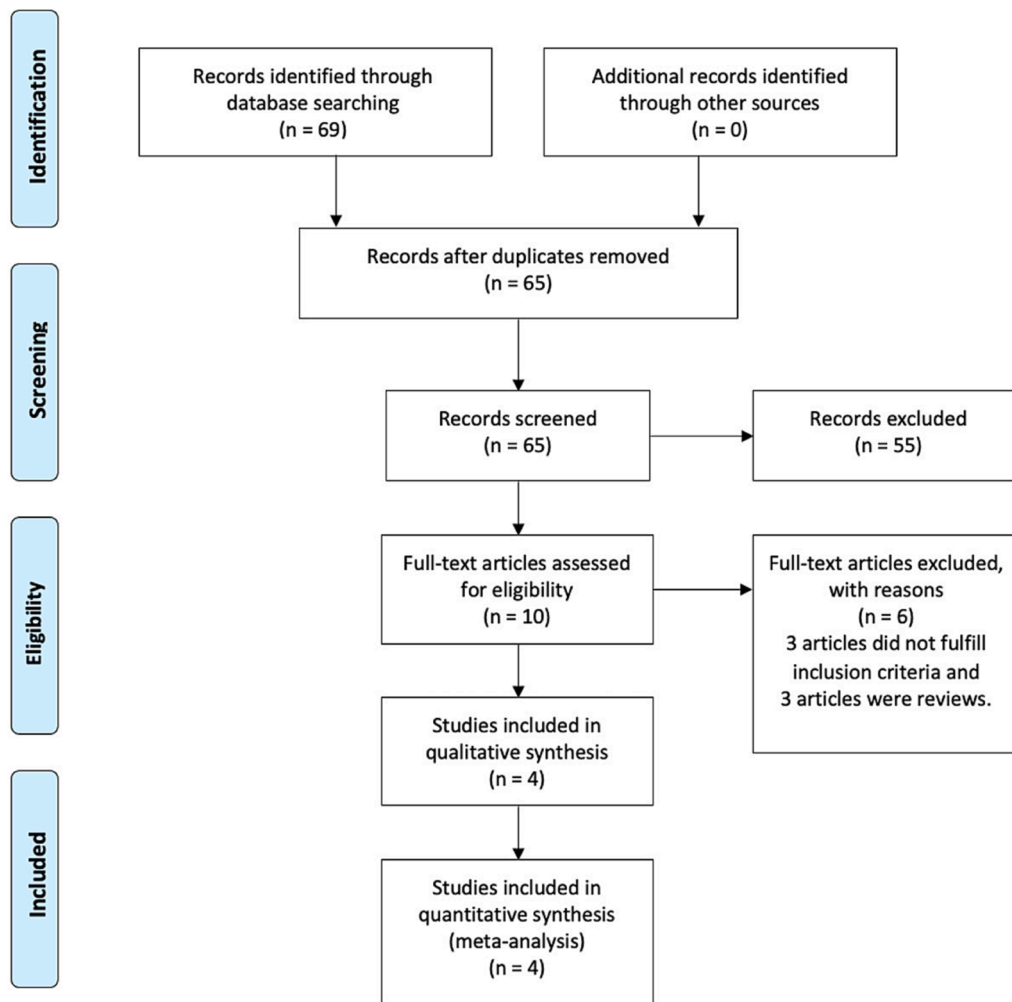 Identification
Records identified through
database searching
(n = 69)
Additional records identified
through other sources
(n = 0)
Records after duplicates removed
(n = 65)
Screening
Records screened
(n = 65)
Records excluded
(n = 55)
Eligibility
Full-text articles assessed
for eligibility
(n = 10)
Full-text articles excluded,
with reasons
(n = 6)
3 articles did not fulfill
inclusion criteria and
3 articles were reviews.
Studies included in
qualitative synthesis
(n = 4)
Included
Studies included in
quantitative synthesis
(meta-analysis)
(n = 4)